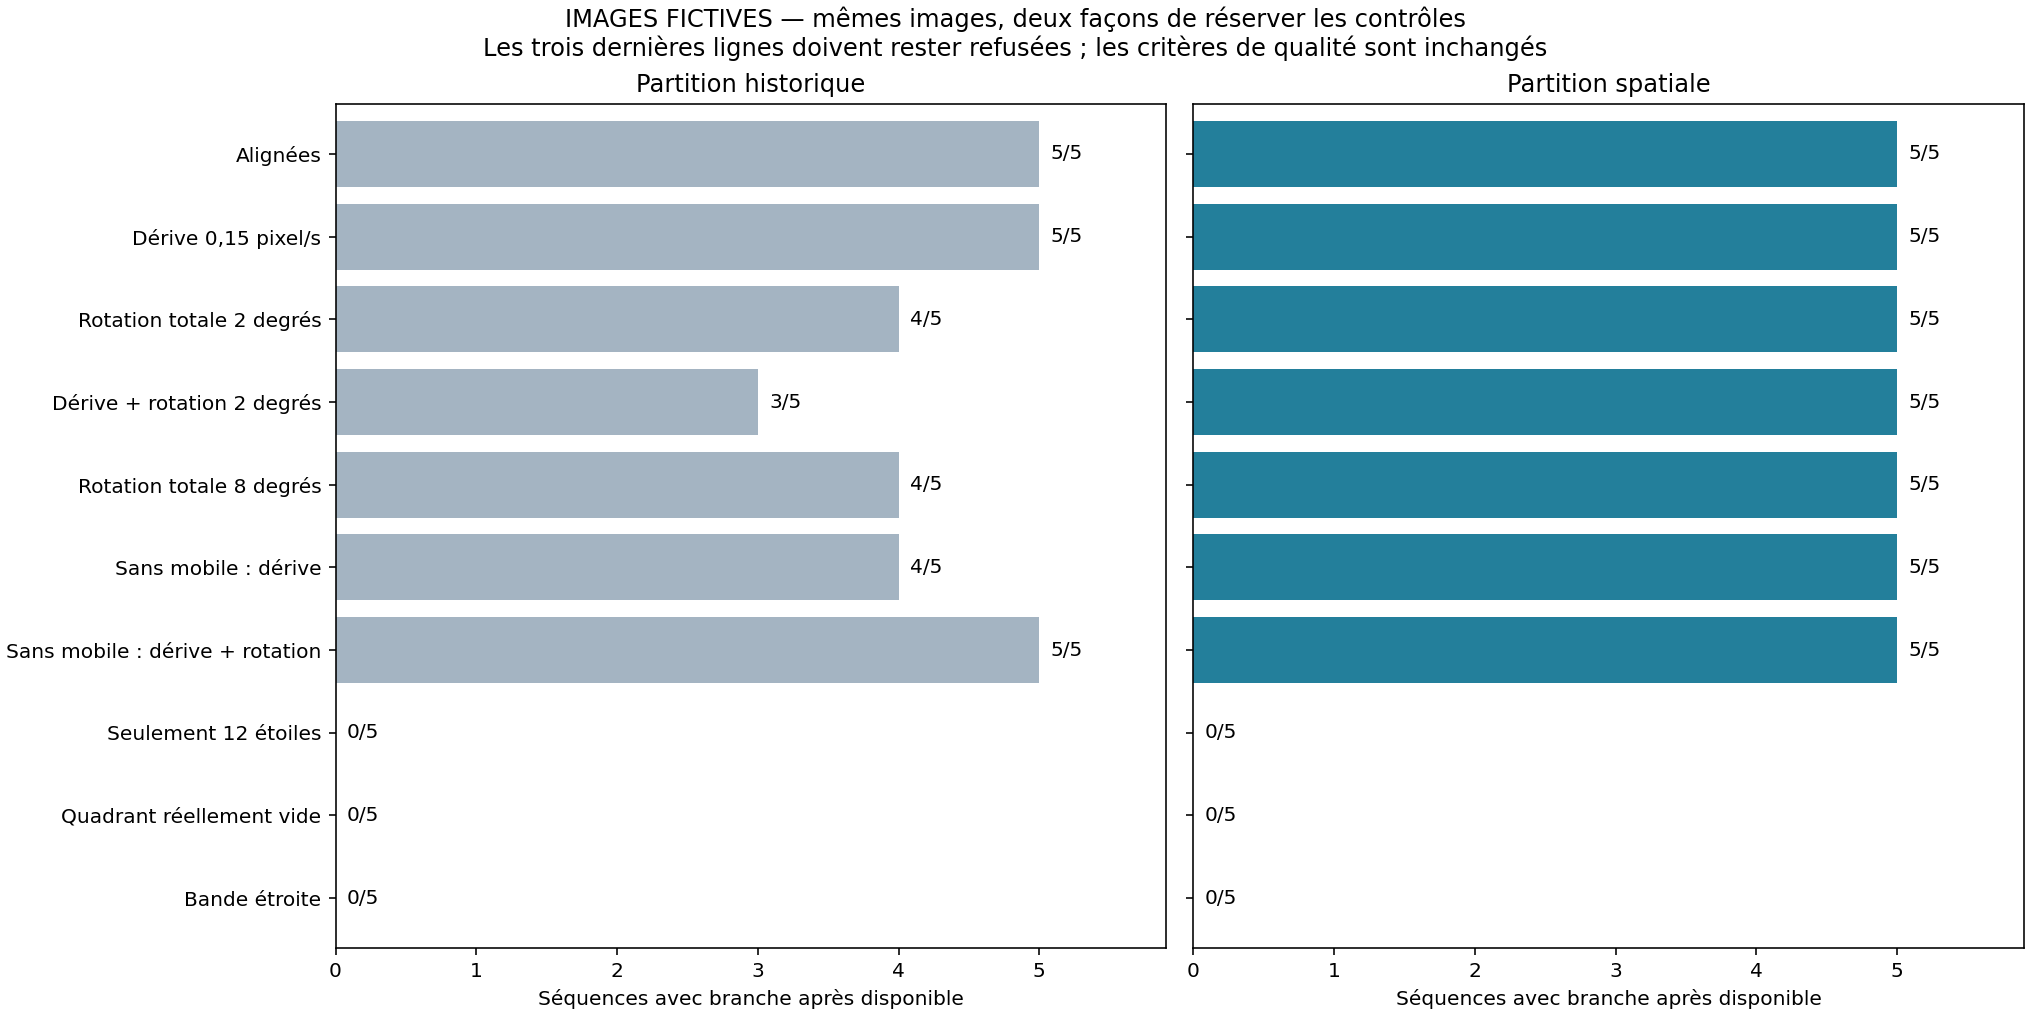 IMAGES FICTIVES — mêmes images, deux façons de réserver les contrôles
Les trois dernières lignes doivent rester refusées ; les critères de qualité sont inchangés
Partition historique
Alignées
5/5
Dérive 0,15 pixel/s
5/5
Rotation totale 2 degrés
4/5
Dérive + rotation 2 degrés
3/5
Rotation totale 8 degrés
4/5
Sans mobile : dérive
4/5
Sans mobile : dérive + rotation
5/5
Seulement 12 étoiles
0/5
Quadrant réellement vide
0/5
Bande étroite
0/5
0 1 2 3 4 5
Séquences avec branche après disponible
Partition spatiale
5/5
5/5
5/5
5/5
5/5
5/5
5/5
0/5
0/5
0/5
0 1 2 3 4 5
Séquences avec branche après disponible